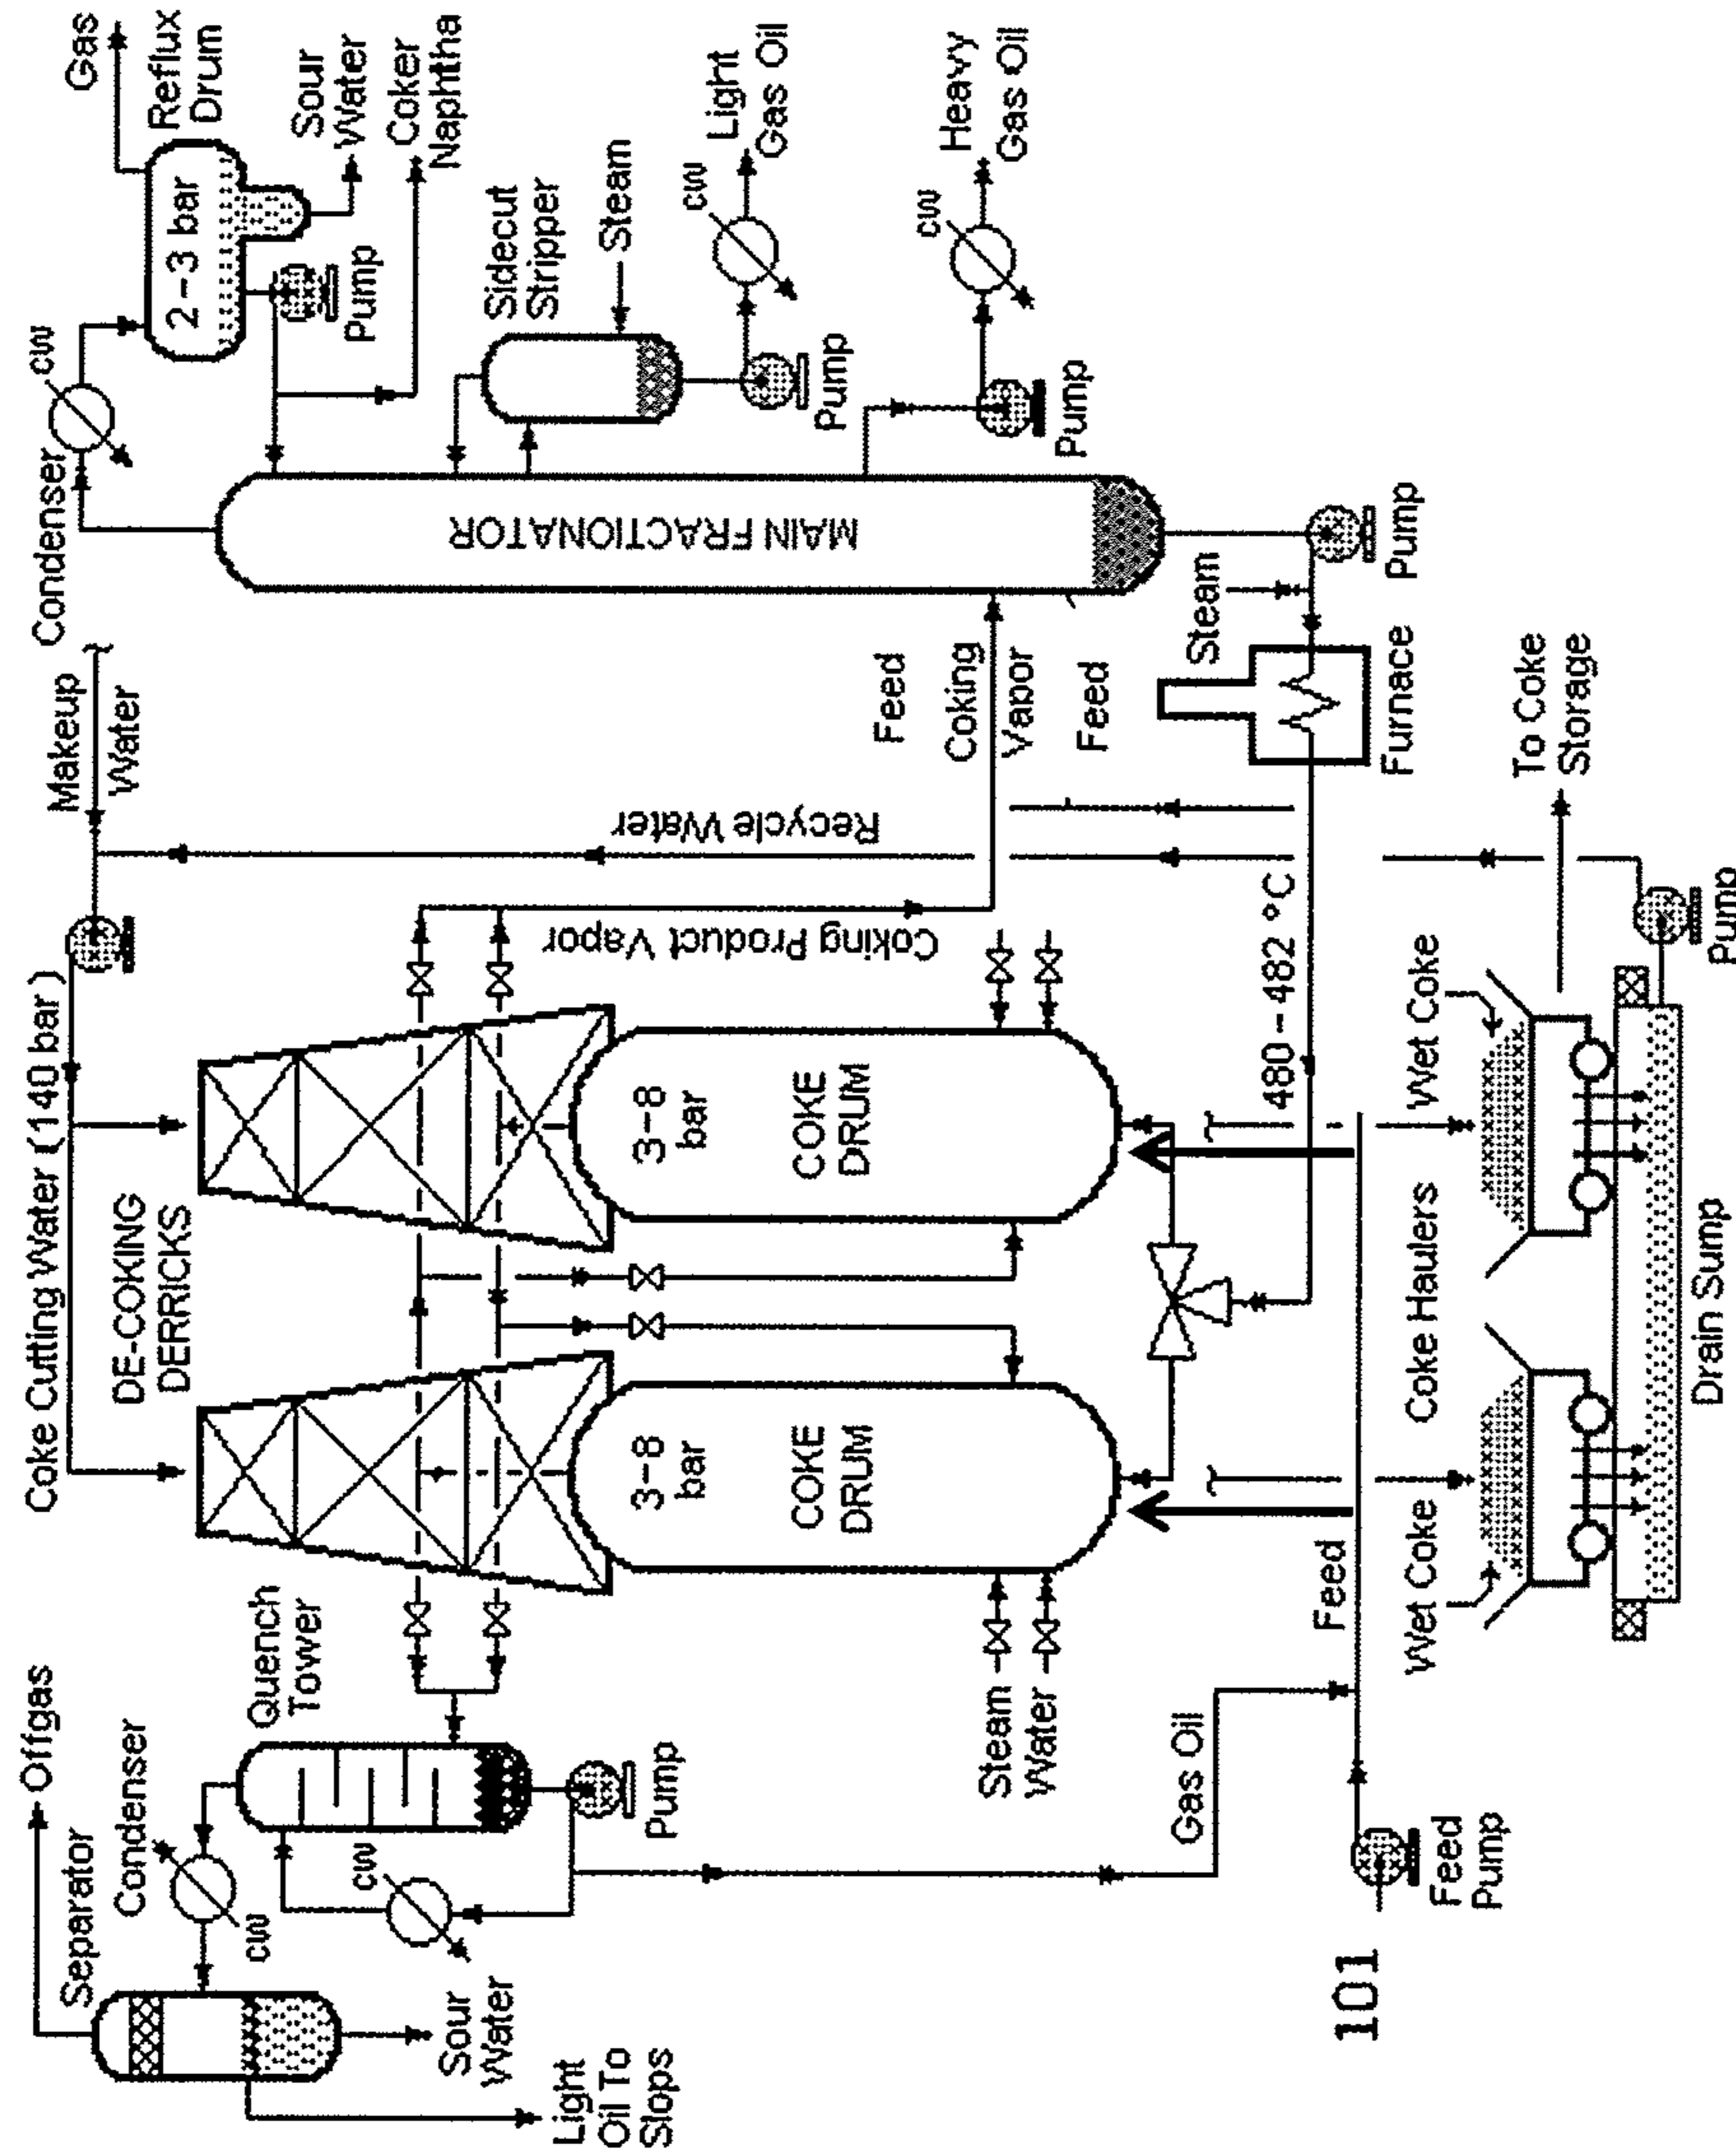 Offgas
Separator
Condenser
CW
Sour
Water
Light
Oil To
Slops
CW
Quench
Tower
Pump
Gas Oil
Coke Cutting Water (140 bar)
DE-COKING
DERRICKS
3-8
bar
COKE
DRUM
3-8
bar
COKE
DRUM
Steam
Water
Makeup
Water
Recycle Water
Coking Product Vapor
Feed
Coking
Vapor
Feed
480 – 482 °C
Condenser
CW
Gas
Reflux
Drum
2-3 bar
Sour
Water
Coker
Naphtha
Pump
Sidecut
Stripper
Steam
CW
Light
Gas Oil
Pump
MAIN FRACTIONATOR
CW
Heavy
Gas Oil
Pump
Steam
Pump
Furnace
101
Feed
Pump
Feed
Wet Coke
Coke Haulers
Wet Coke
To Coke
Storage
Drain Sump
Pump